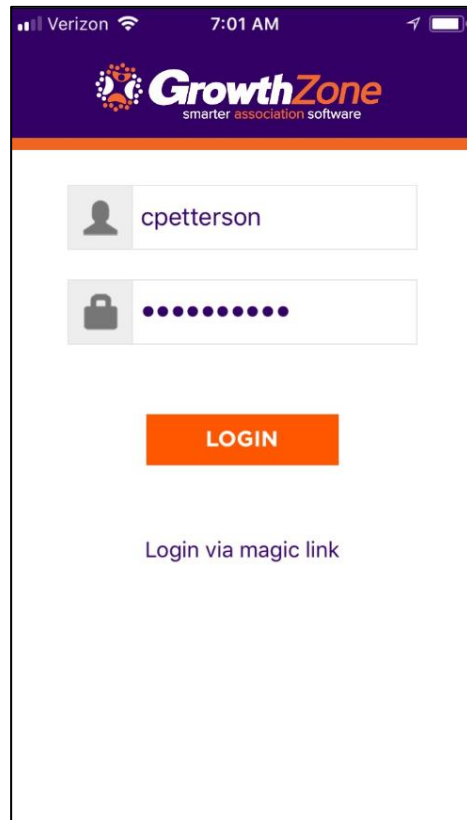 Verizon 7:01 AM
GrowthZone
smarter association software
cpetterson
••••••••••
LOGIN
Login via magic link